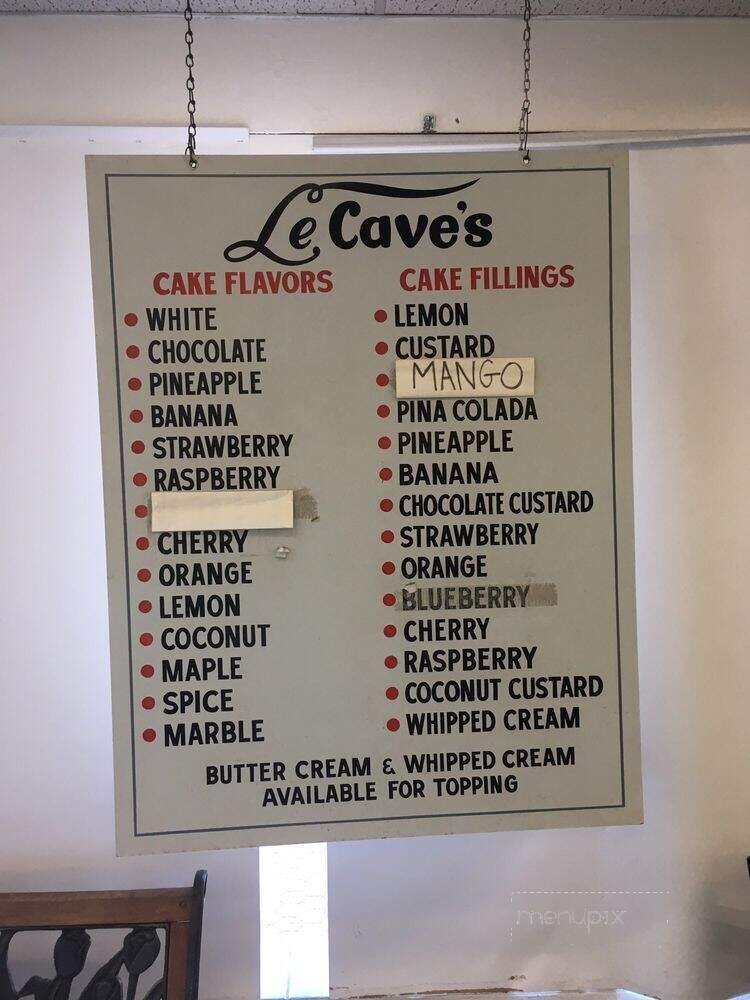 Le Cave's
CAKE FLAVORS
WHITE
CHOCOLATE
PINEAPPLE
BANANA
STRAWBERRY
RASPBERRY
CHERRY
ORANGE
LEMON
COCONUT
MAPLE
SPICE
MARBLE
CAKE FILLINGS
LEMON
CUSTARD
MANGO
PINA COLADA
PINEAPPLE
BANANA
CHOCOLATE CUSTARD
STRAWBERRY
ORANGE
BLUEBERRY
CHERRY
RASPBERRY
COCONUT CUSTARD
WHIPPED CREAM
BUTTER CREAM & WHIPPED CREAM
AVAILABLE FOR TOPPING
menupix